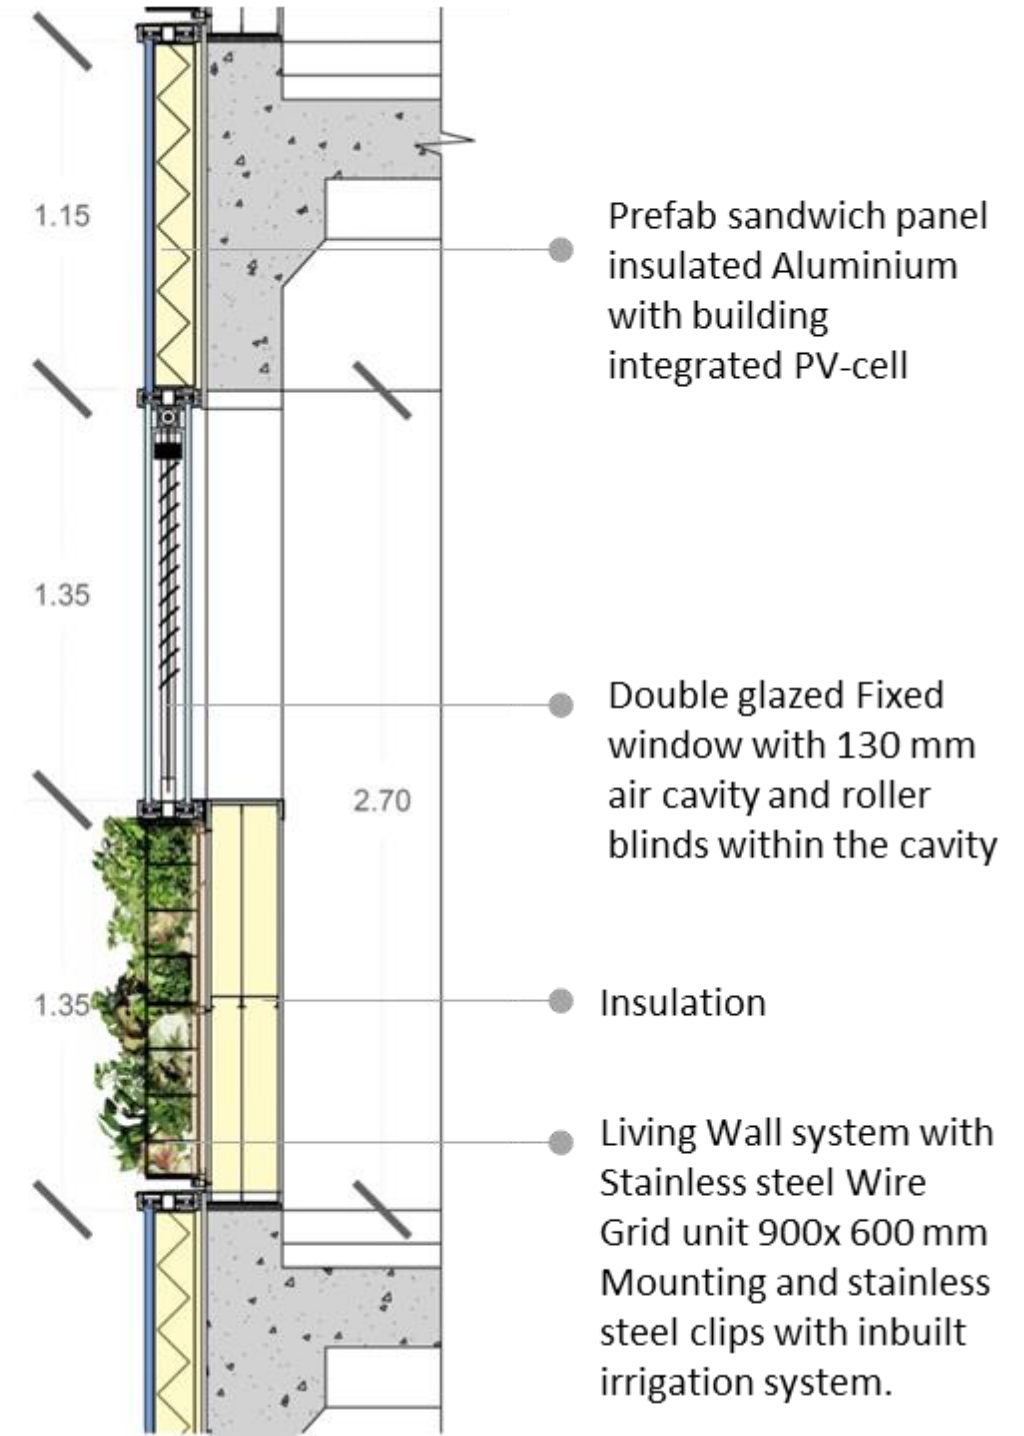 1.15
Prefab sandwich panel
insulated Aluminium
with building
integrated PV-cell
1.35
Double glazed Fixed
window with 130 mm
air cavity and roller
blinds within the cavity
2.70
1.35
Insulation
Living Wall system with
Stainless steel Wire
Grid unit 900x 600 mm
Mounting and stainless
steel clips with inbuilt
irrigation system.